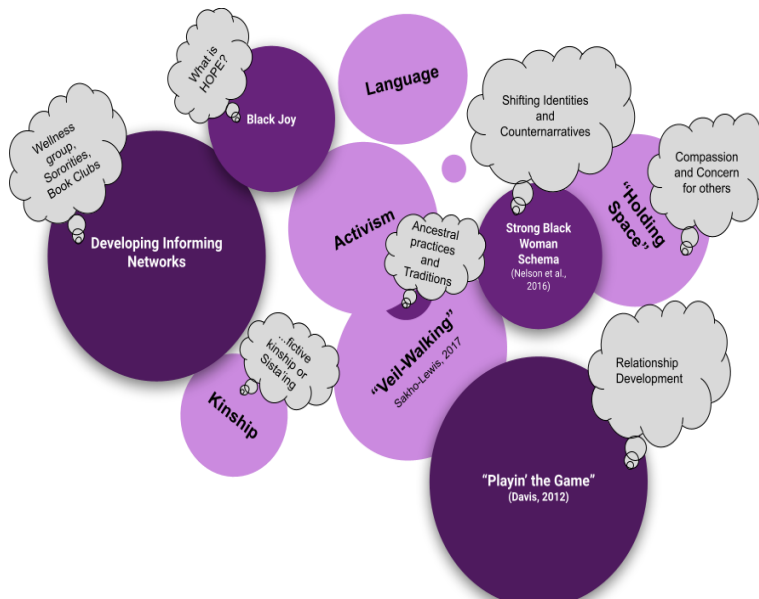 What is
HOPE?
Black Joy
Language
Shifting Identities
and
Counternarratives
Compassion
and Concern
for others
Wellness
group,
Sororities,
Book Clubs
Developing Informing
Networks
Activism
Ancestral
practices
and
Traditions
Strong Black
Woman
Schema
(Nelson et al.,
2016)
“Holding
Space”
...fictive
kinship or
Sista'ing
Kinship
“Veil-Walking”
Sakho-Lewis, 2017
Relationship
Development
“Playin’ the Game”
(Davis, 2012)